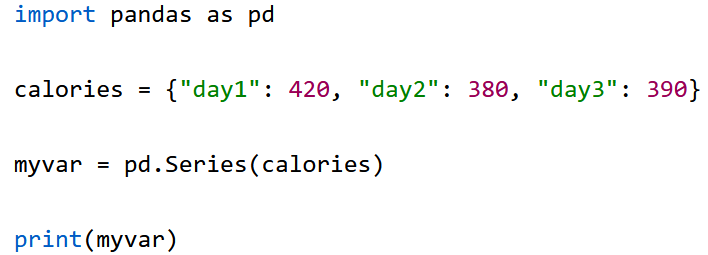 import pandas as pd
calories = {"day1": 420, "day2": 380, "day3": 390}
myvar = pd.Series(calories)
print(myvar)